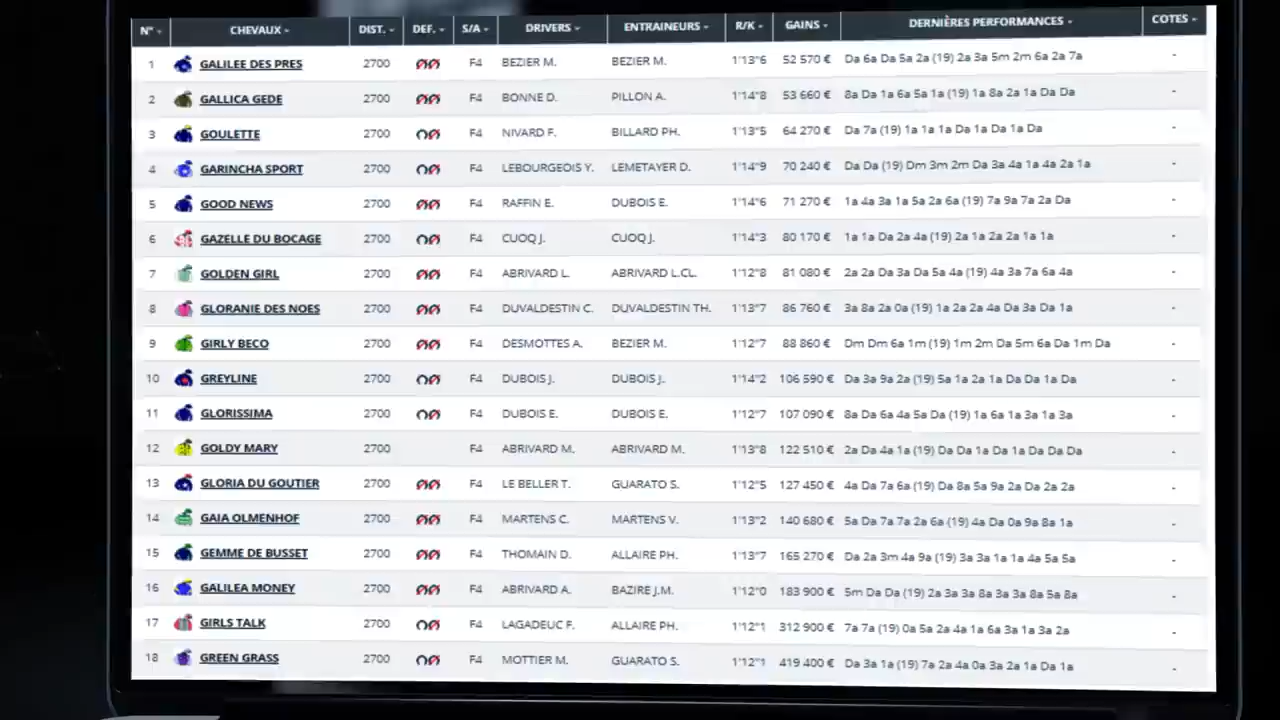 N° CHEVAUX DIST. DEF. S/A DRIVERS ENTRAINEURS R/K GAINS DERNIÈRES PERFORMANCES COTES
1 GALILEE DES PRES 2700 F4 BEZIER M. BEZIER M. 1'13"6 52 570 € Da 6a Da 5a 2a (19) 2a 3a 5m 2m 6a 2a 7a -
2 GALLICA GEDE 2700 F4 BONNE D. PILLON A. 1'14"8 53 660 € 8a Da 1a 6a 5a 1a (19) 1a 8a 2a 1a Da Da -
3 GOULETTE 2700 F4 NIVARD F. BILLARD PH. 1'13"5 64 270 € Da 7a (19) 1a 1a 1a Da 1a Da 1a Da -
4 GARINCHA SPORT 2700 F4 LEBOURGEOIS Y. LEMETAYER D. 1'14"9 70 240 € Da Da (19) Dm 3m 2m Da 3a 4a 1a 4a 2a 1a -
5 GOOD NEWS 2700 F4 RAFFIN E. DUBOIS E. 1'14"6 71 270 € 1a 4a 3a 1a 5a 2a 6a (19) 7a 9a 7a 2a Da -
6 GAZELLE DU BOCAGE 2700 F4 CUOQ J. CUOQ J. 1'14"3 80 170 € 1a 1a Da 2a 4a (19) 2a 1a 2a 2a 1a 1a -
7 GOLDEN GIRL 2700 F4 ABRIVARD L. ABRIVARD L.CL. 1'12"8 81 080 € 2a 2a Da 3a Da 5a 4a (19) 4a 3a 7a 6a 4a -
8 GLORANIE DES NOES 2700 F4 DUVALDESTIN C. DUVALDESTIN TH. 1'13"7 86 760 € 3a 8a 2a 0a (19) 1a 2a 2a 4a Da 3a Da 1a -
9 GIRLY BECO 2700 F4 DESMOTTES A. BEZIER M. 1'12"7 88 860 € Dm Dm 6a 1m (19) 1m 2m Da 5m 6a Da 1m Da -
10 GREYLINE 2700 F4 DUBOIS J. DUBOIS J. 1'14"2 106 590 € Da 3a 9a 2a (19) 5a 1a 2a 1a Da Da 1a Da -
11 GLORISSIMA 2700 F4 DUBOIS E. DUBOIS E. 1'12"7 107 090 € 8a Da 6a 4a 5a Da (19) 1a 6a 1a 3a 1a 3a -
12 GOLDY MARY 2700 F4 ABRIVARD M. ABRIVARD M. 1'13"8 122 510 € 2a Da 4a 1a (19) Da Da 1a Da 1a Da Da Da -
13 GLORIA DU GOUTIER 2700 F4 LE BELLER T. GUARATO S. 1'12"5 127 450 € 4a Da 7a 6a (19) Da 8a 5a 9a 2a Da 2a 2a -
14 GAIA OLMENHOF 2700 F4 MARTENS C. MARTENS V. 1'13"2 140 680 € 5a Da 7a 7a 2a 6a (19) 4a Da 0a 9a 8a 1a -
15 GEMME DE BUSSET 2700 F4 THOMAIN D. ALLAIRE PH. 1'13"7 165 270 € Da 2a 3m 4a 9a (19) 3a 3a 1a 1a 4a 5a 5a -
16 GALILEA MONEY 2700 F4 ABRIVARD A. BAZIRE J.M. 1'12"0 183 900 € 5m Da Da (19) 2a 3a 3a 8a 3a 3a 8a 5a 8a -
17 GIRLS TALK 2700 F4 LAGADEUC F. ALLAIRE PH. 1'12"1 312 900 € 7a 7a (19) 0a 5a 2a 4a 1a 6a 3a 1a 3a 2a -
18 GREEN GRASS 2700 F4 MOTTIER M. GUARATO S. 1'12"1 419 400 € Da 3a 1a (19) 7a 2a 4a 0a 3a 2a 1a Da 1a -